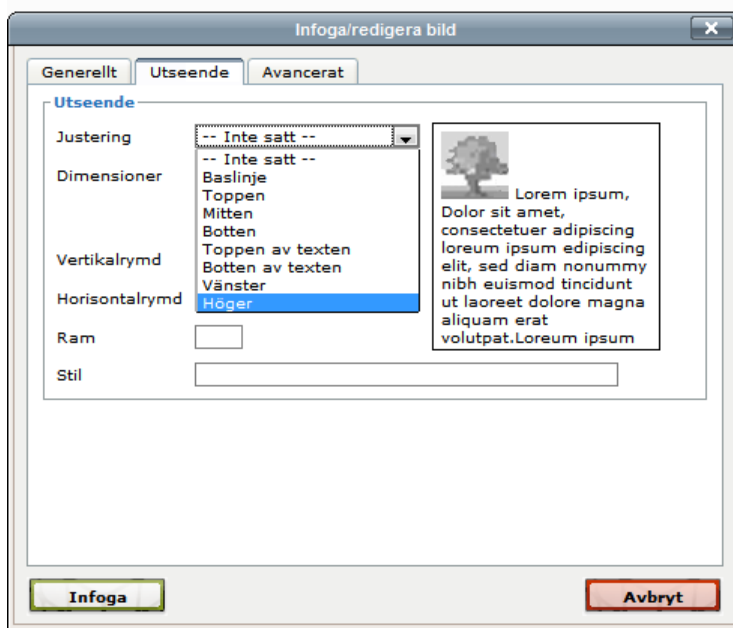 Infoga/redigera bild
Generellt Utseende Avancerat
Utseende
Justering
-- Inte satt --
-- Inte satt --
Baslinje
Toppen
Mitten
Botten
Toppen av texten
Botten av texten
Vänster
Höger
Dimensioner
Vertikalrymd
Horisontalrymd
Ram
Stil
Lorem ipsum,
Dolor sit amet,
consectetuer adipiscing
loreum ipsum edipiscing
elit, sed diam nonummy
nibh euismod tincidunt
ut laoreet dolore magna
aliquam erat
volutpat.Loreum ipsum
Infoga
Avbryt